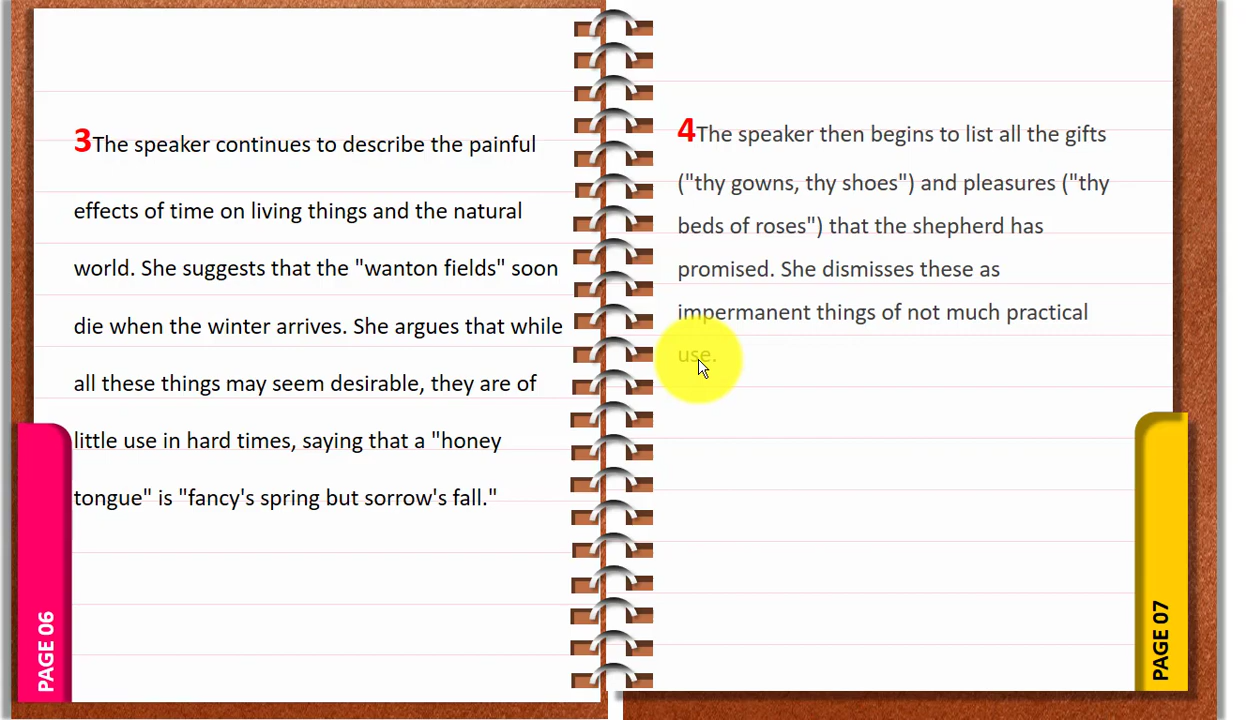 3The speaker continues to describe the painful
effects of time on living things and the natural
world. She suggests that the "wanton fields" soon
die when the winter arrives. She argues that while
all these things may seem desirable, they are of
little use in hard times, saying that a "honey
tongue" is "fancy's spring but sorrow's fall."
PAGE 06
4The speaker then begins to list all the gifts
("thy gowns, thy shoes") and pleasures ("thy
beds of roses") that the shepherd has
promised. She dismisses these as
impermanent things of not much practical
use.
PAGE 07